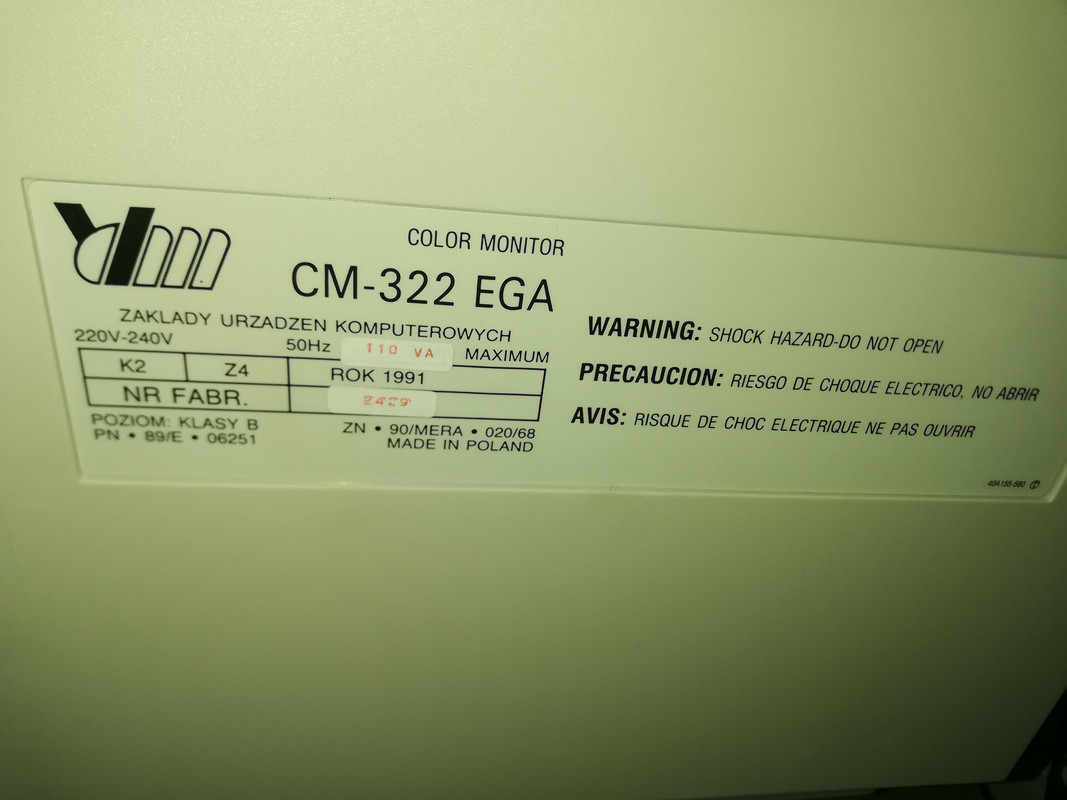 COLOR MONITOR
CM-322 EGA
ZAKLADY URZADZEN KOMPUTEROWYCH
220V-240V 50Hz 110 VA MAXIMUM
K2 Z4 ROK 1991
NR FABR. 2429
POZIOM: KLASY B
PN • 89/E • 06251
ZN • 90/MERA • 020/68
MADE IN POLAND
WARNING: SHOCK HAZARD-DO NOT OPEN
PRECAUCION: RIESGO DE CHOQUE ELECTRICO, NO ABRIR
AVIS: RISQUE DE CHOC ELECTRIQUE NE PAS OUVRIR
40A155-560